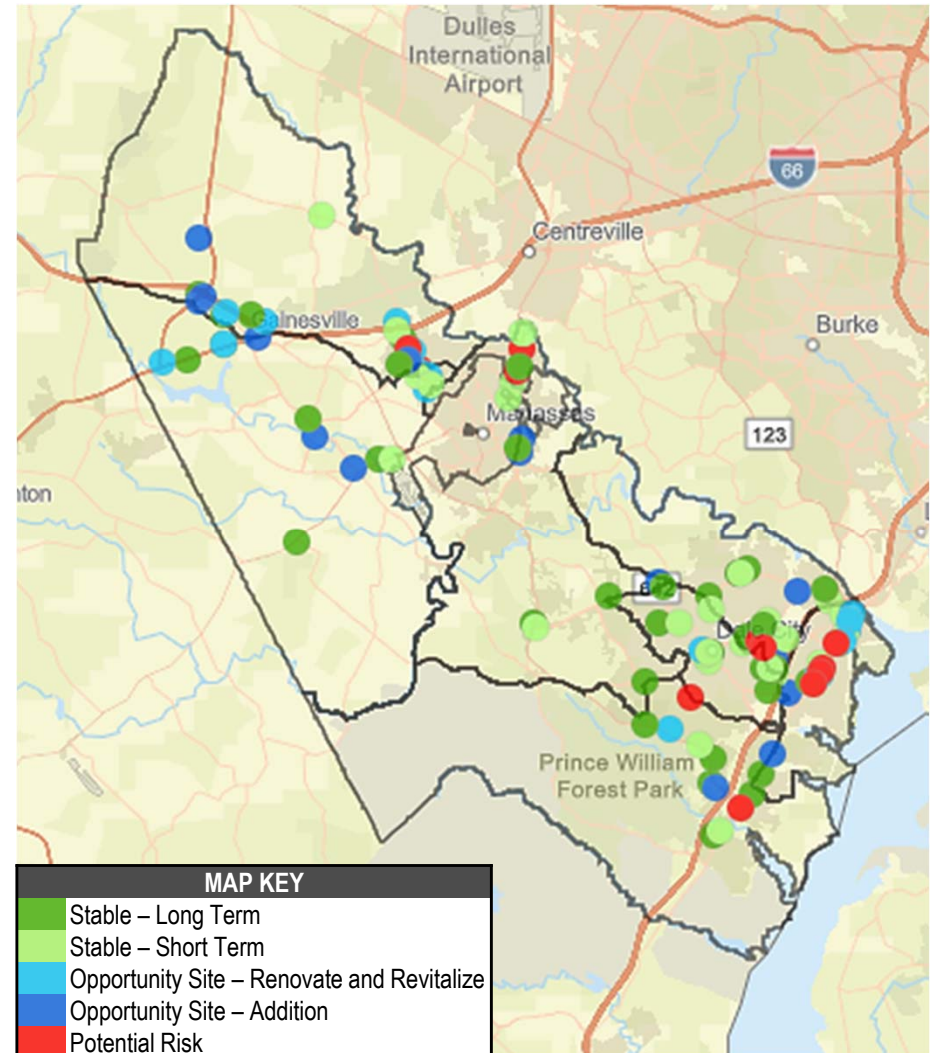 Dulles
International
Airport
66
Centreville
Gainesville
Burke
Manassas
123
nton
Dale City
Prince William
Forest Park
MAP KEY
Stable – Long Term
Stable – Short Term
Opportunity Site – Renovate and Revitalize
Opportunity Site – Addition
Potential Risk